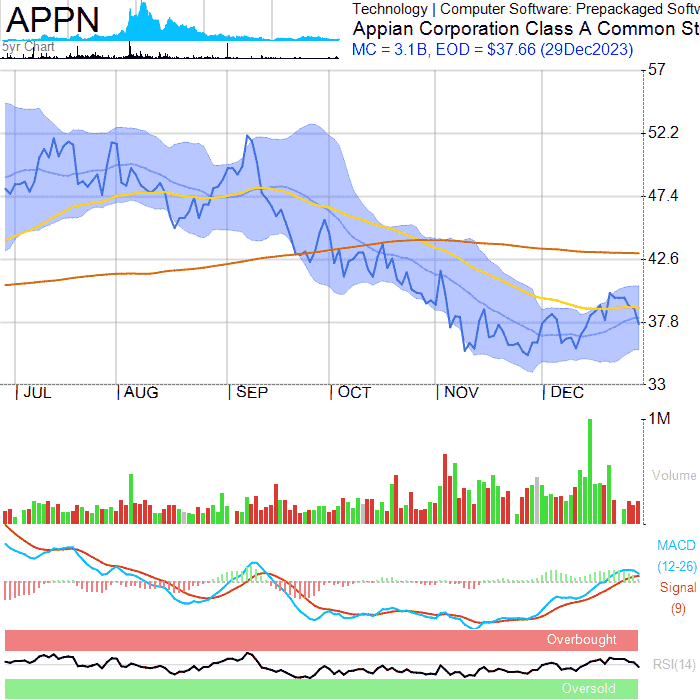 APPN
5yr Chart
Technology | Computer Software: Prepackaged Softw
Appian Corporation Class A Common St
MC = 3.1B, EOD = $37.66 (29Dec2023)
57
52.2
47.4
42.6
37.8
33
JUL AUG SEP OCT NOV DEC
1M
Volume
MACD
(12-26)
Signal
(9)
Overbought
RSI(14)
Oversold